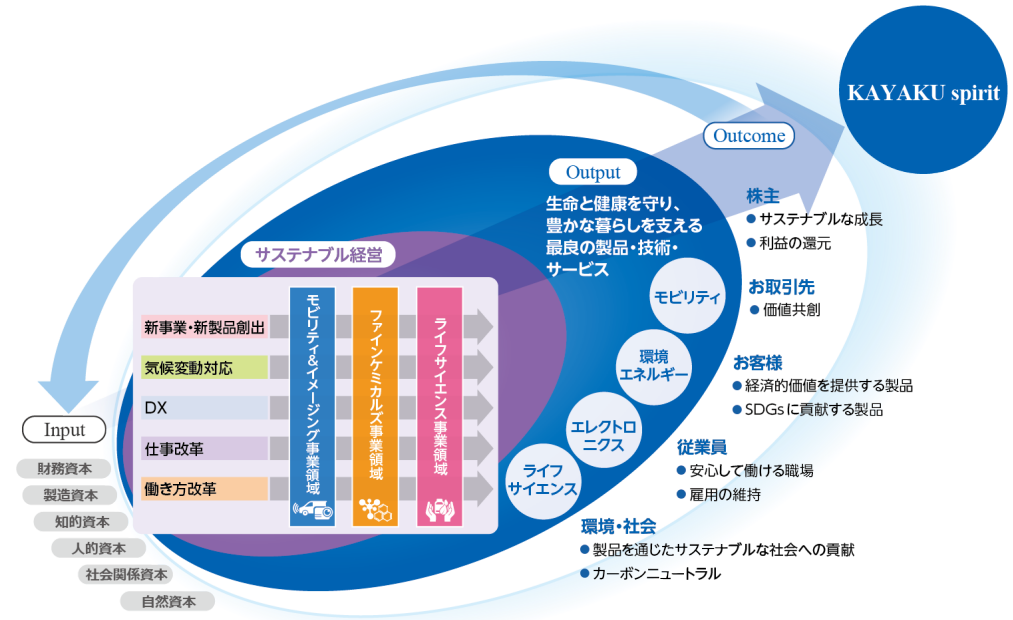 KAYAKU spirit
Outcome
Output
生命と健康を守り、
豊かな暮らしを支える
最良の製品・技術・
サービス
モビリティ
環境
エネルギー
エレクトロ
ニクス
ライフ
サイエンス
サステナブル経営
新事業・新製品創出
気候変動対応
DX
仕事改革
働き方改革
モビリティ&イメージング事業領域
ファインケミカルズ事業領域
ライフサイエンス事業領域
Input
財務資本
製造資本
知的資本
人的資本
社会関係資本
自然資本
株主
●サステナブルな成長
●利益の還元
お取引先
●価値共創
お客様
●経済的価値を提供する製品
●SDGsに貢献する製品
従業員
●安心して働ける職場
●雇用の維持
環境・社会
●製品を通じたサステナブルな社会への貢献
●カーボンニュートラル